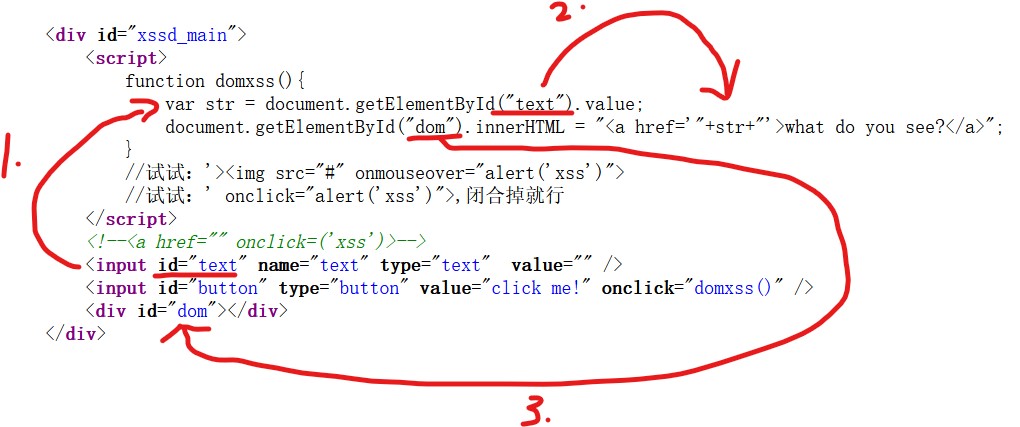 <div id="xssd_main">
<script>
function domxss(){
var str = document.getElementById("text").value;
document.getElementById("dom").innerHTML = "<a href='"+str+"'>what do you see?</a>";
}
//试试：'><img src="#" onmouseover="alert('xss')">
//试试：' onclick="alert('xss')">,闭合掉就行
</script>
<!--<a href="" onclick=('xss')>-->
<input id="text" name="text" type="text"  value="" />
<input id="button" type="button" value="click me!" onclick="domxss()" />
<div id="dom"></div>
</div>
1.
2.
3.